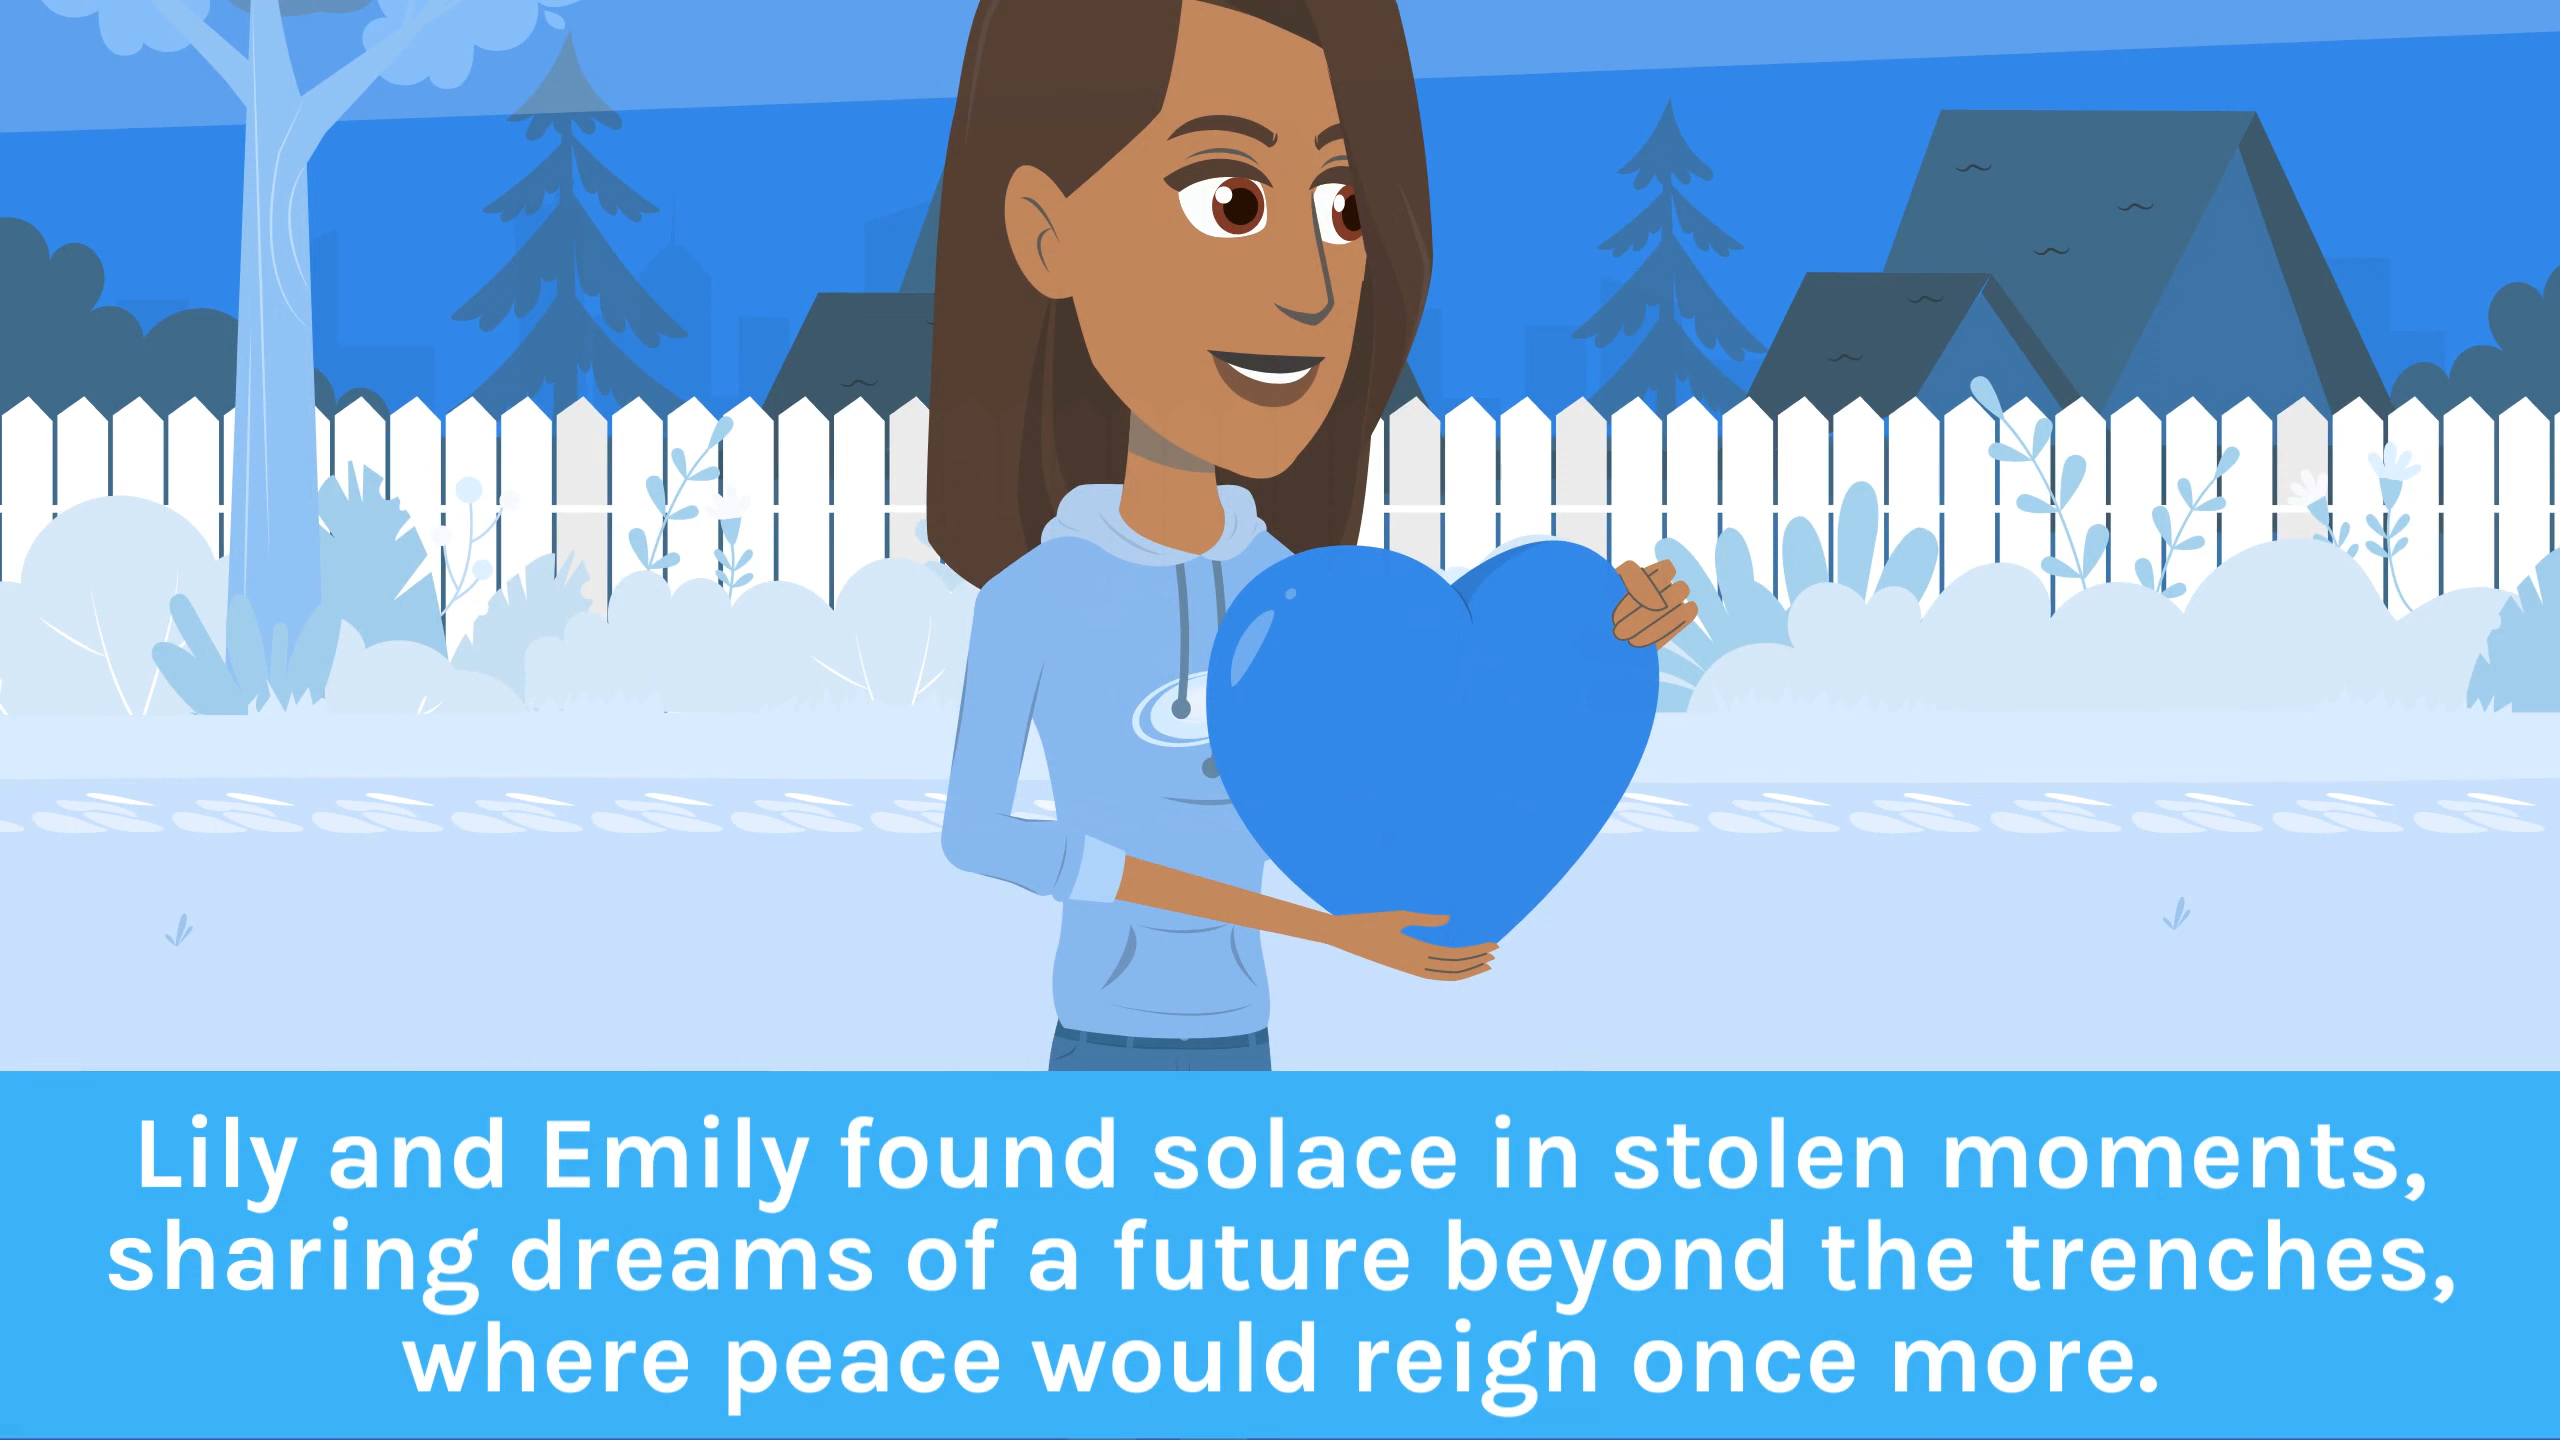 Lily and Emily found solace in stolen moments,
sharing dreams of a future beyond the trenches,
where peace would reign once more.